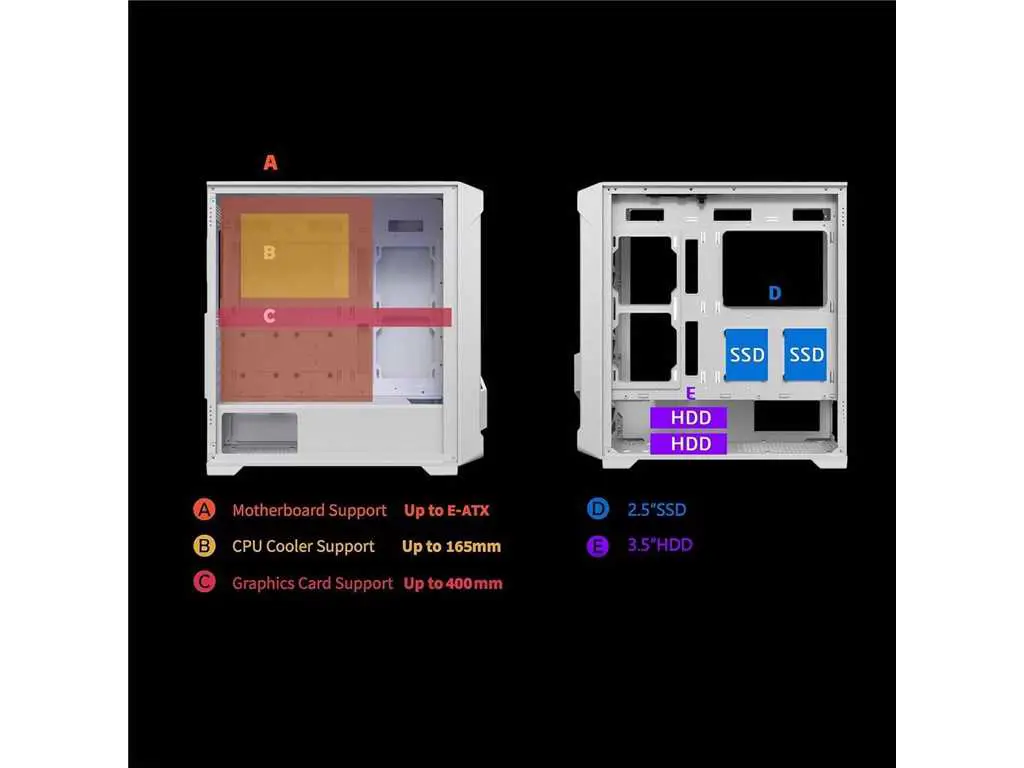 A
B
C
D
SSD SSD
E
HDD
HDD
A Motherboard Support Up to E-ATX
B CPU Cooler Support Up to 165mm
C Graphics Card Support Up to 400mm
D 2.5"SSD
E 3.5"HDD